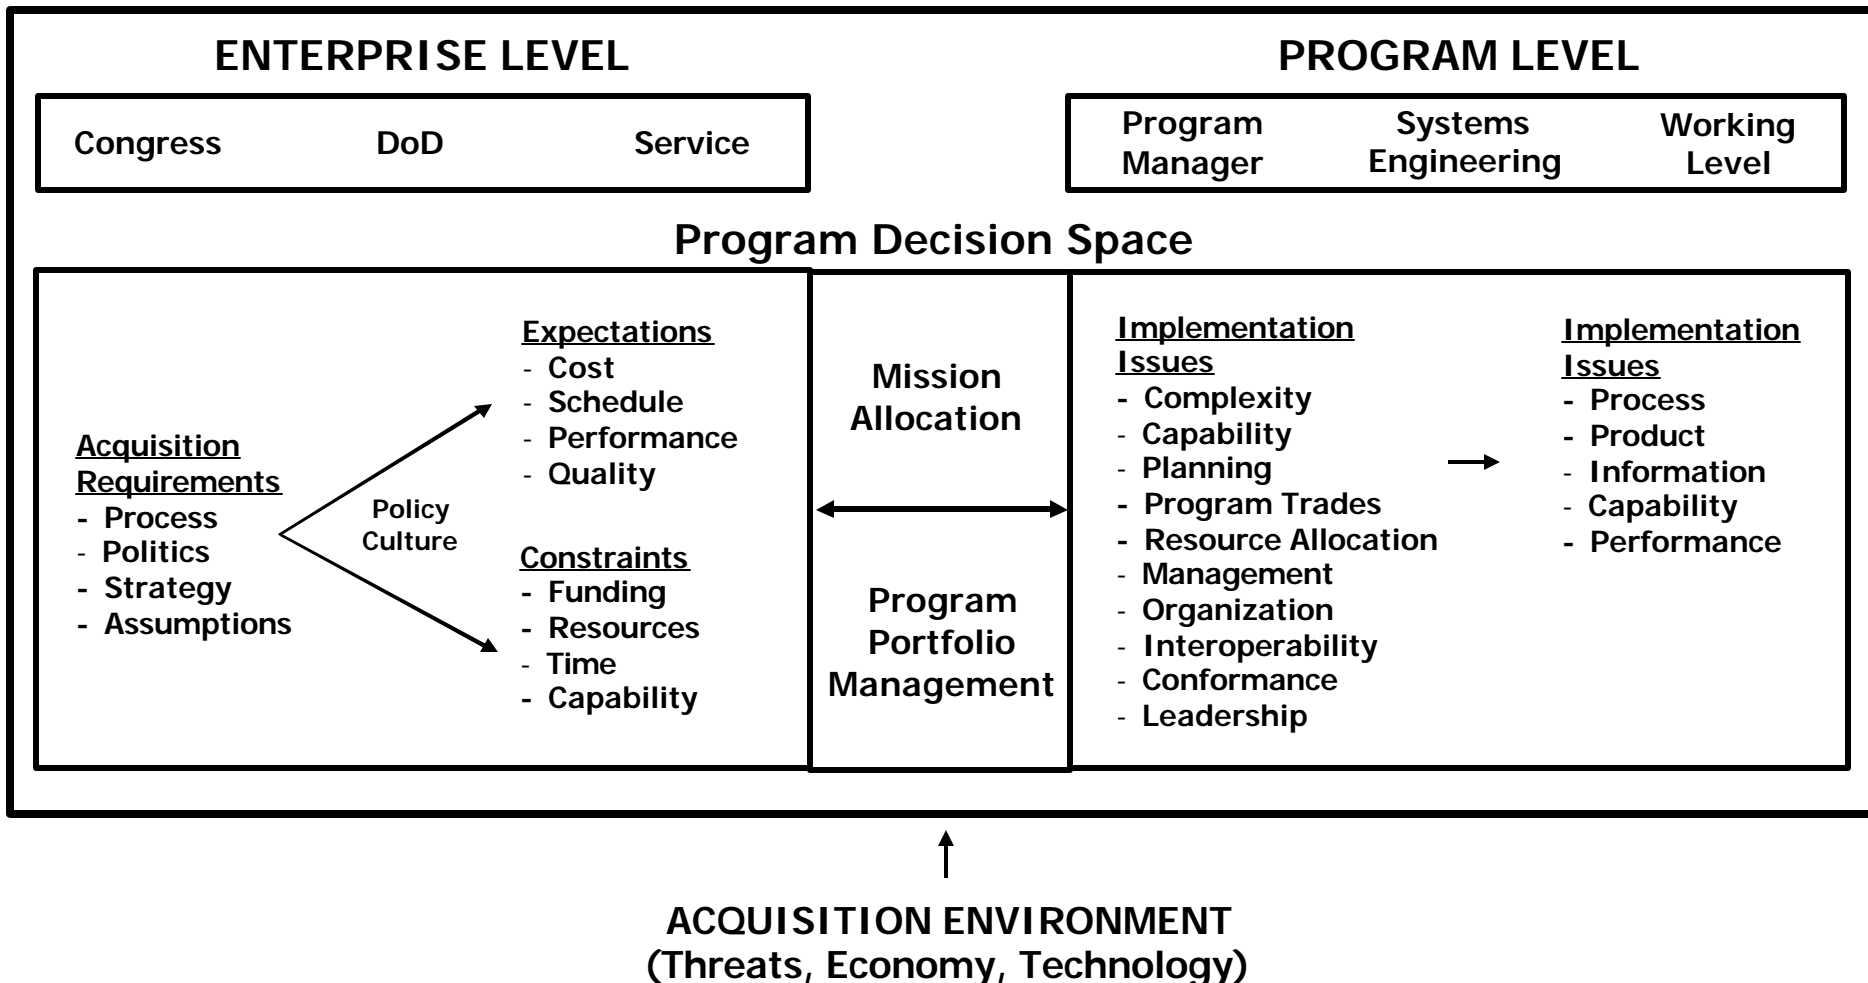 ENTERPRISE LEVEL
PROGRAM LEVEL
Congress DoD Service
Program
Manager
Systems
Engineering
Working
Level
Program Decision Space
Acquisition
Requirements
- Process
- Politics
- Strategy
- Assumptions
Policy
Culture
Expectations
- Cost
- Schedule
- Performance
- Quality
Constraints
- Funding
- Resources
- Time
- Capability
Mission
Allocation
Program
Portfolio
Management
Implementation
Issues
- Complexity
- Capability
- Planning
- Program Trades
- Resource Allocation
- Management
- Organization
- Interoperability
- Conformance
- Leadership
Implementation
Issues
- Process
- Product
- Information
- Capability
- Performance
ACQUISITION ENVIRONMENT
(Threats, Economy, Technology)